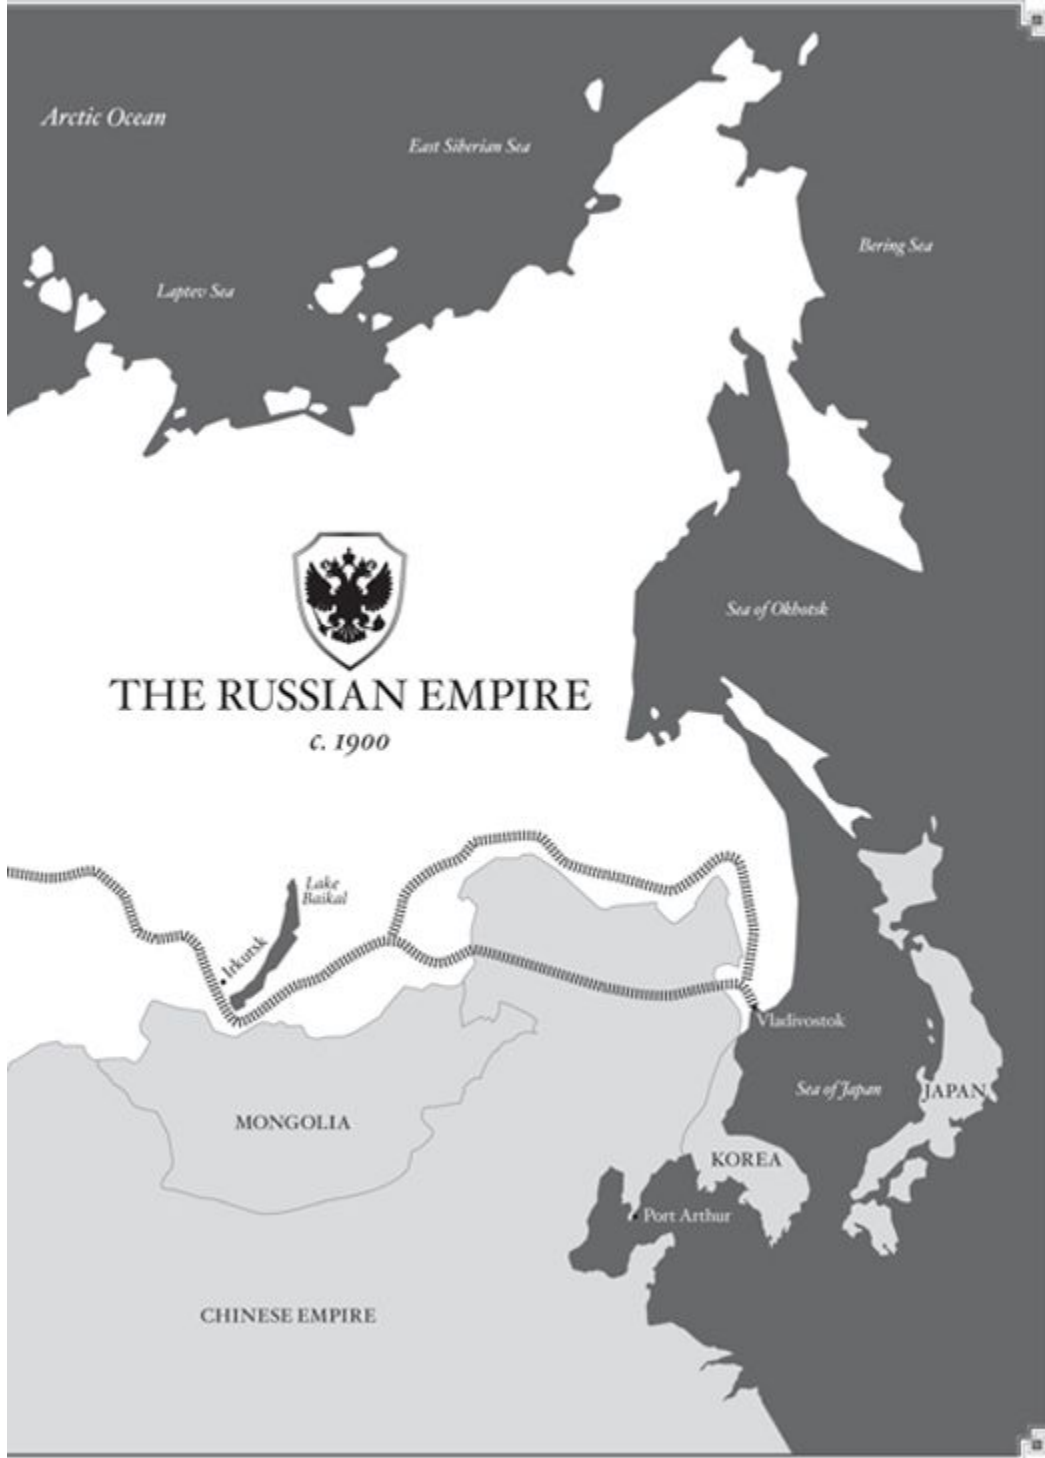 Arctic Ocean
East Siberian Sea
Bering Sea
Laptev Sea
Sea of Okhotsk
THE RUSSIAN EMPIRE
c. 1900
Lake
Baikal
Irkutsk
Vladivostok
Sea of Japan
JAPAN
MONGOLIA
KOREA
Port Arthur
CHINESE EMPIRE